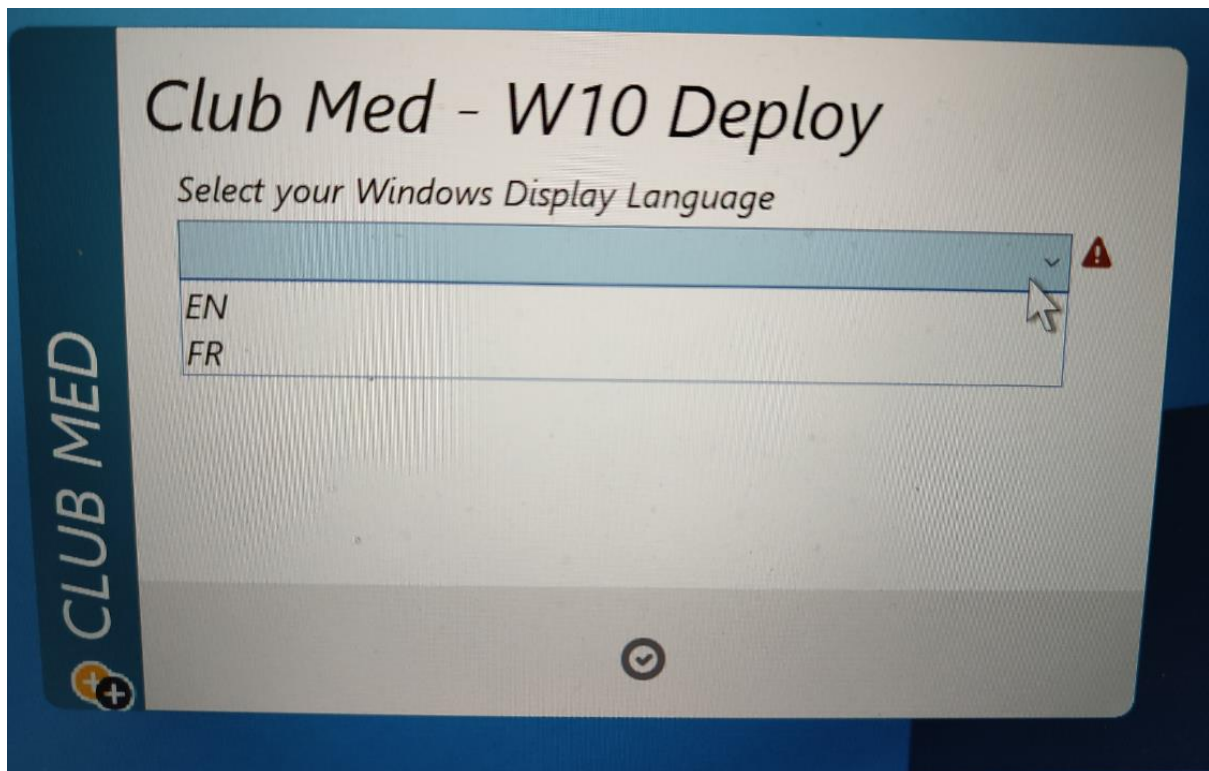 Club Med - W10 Deploy
Select your Windows Display Language
EN
FR
CLUB MED